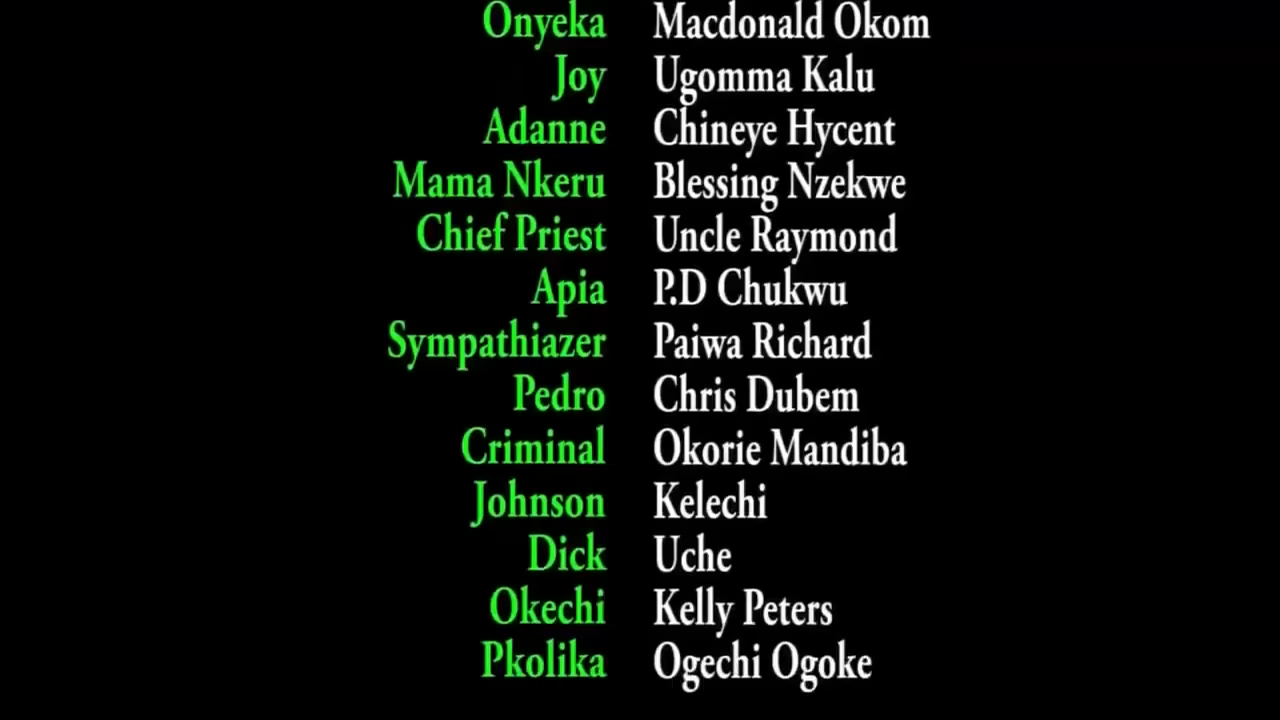 Onyeka Macdonald Okom
Joy Ugomma Kalu
Adanne Chineye Hycent
Mama Nkeru Blessing Nzekwe
Chief Priest Uncle Raymond
Apia P.D Chukwu
Sympathiazer Paiwa Richard
Pedro Chris Dubem
Criminal Okorie Mandiba
Johnson Kelechi
Dick Uche
Okechi Kelly Peters
Pkolika Ogechi Ogoke